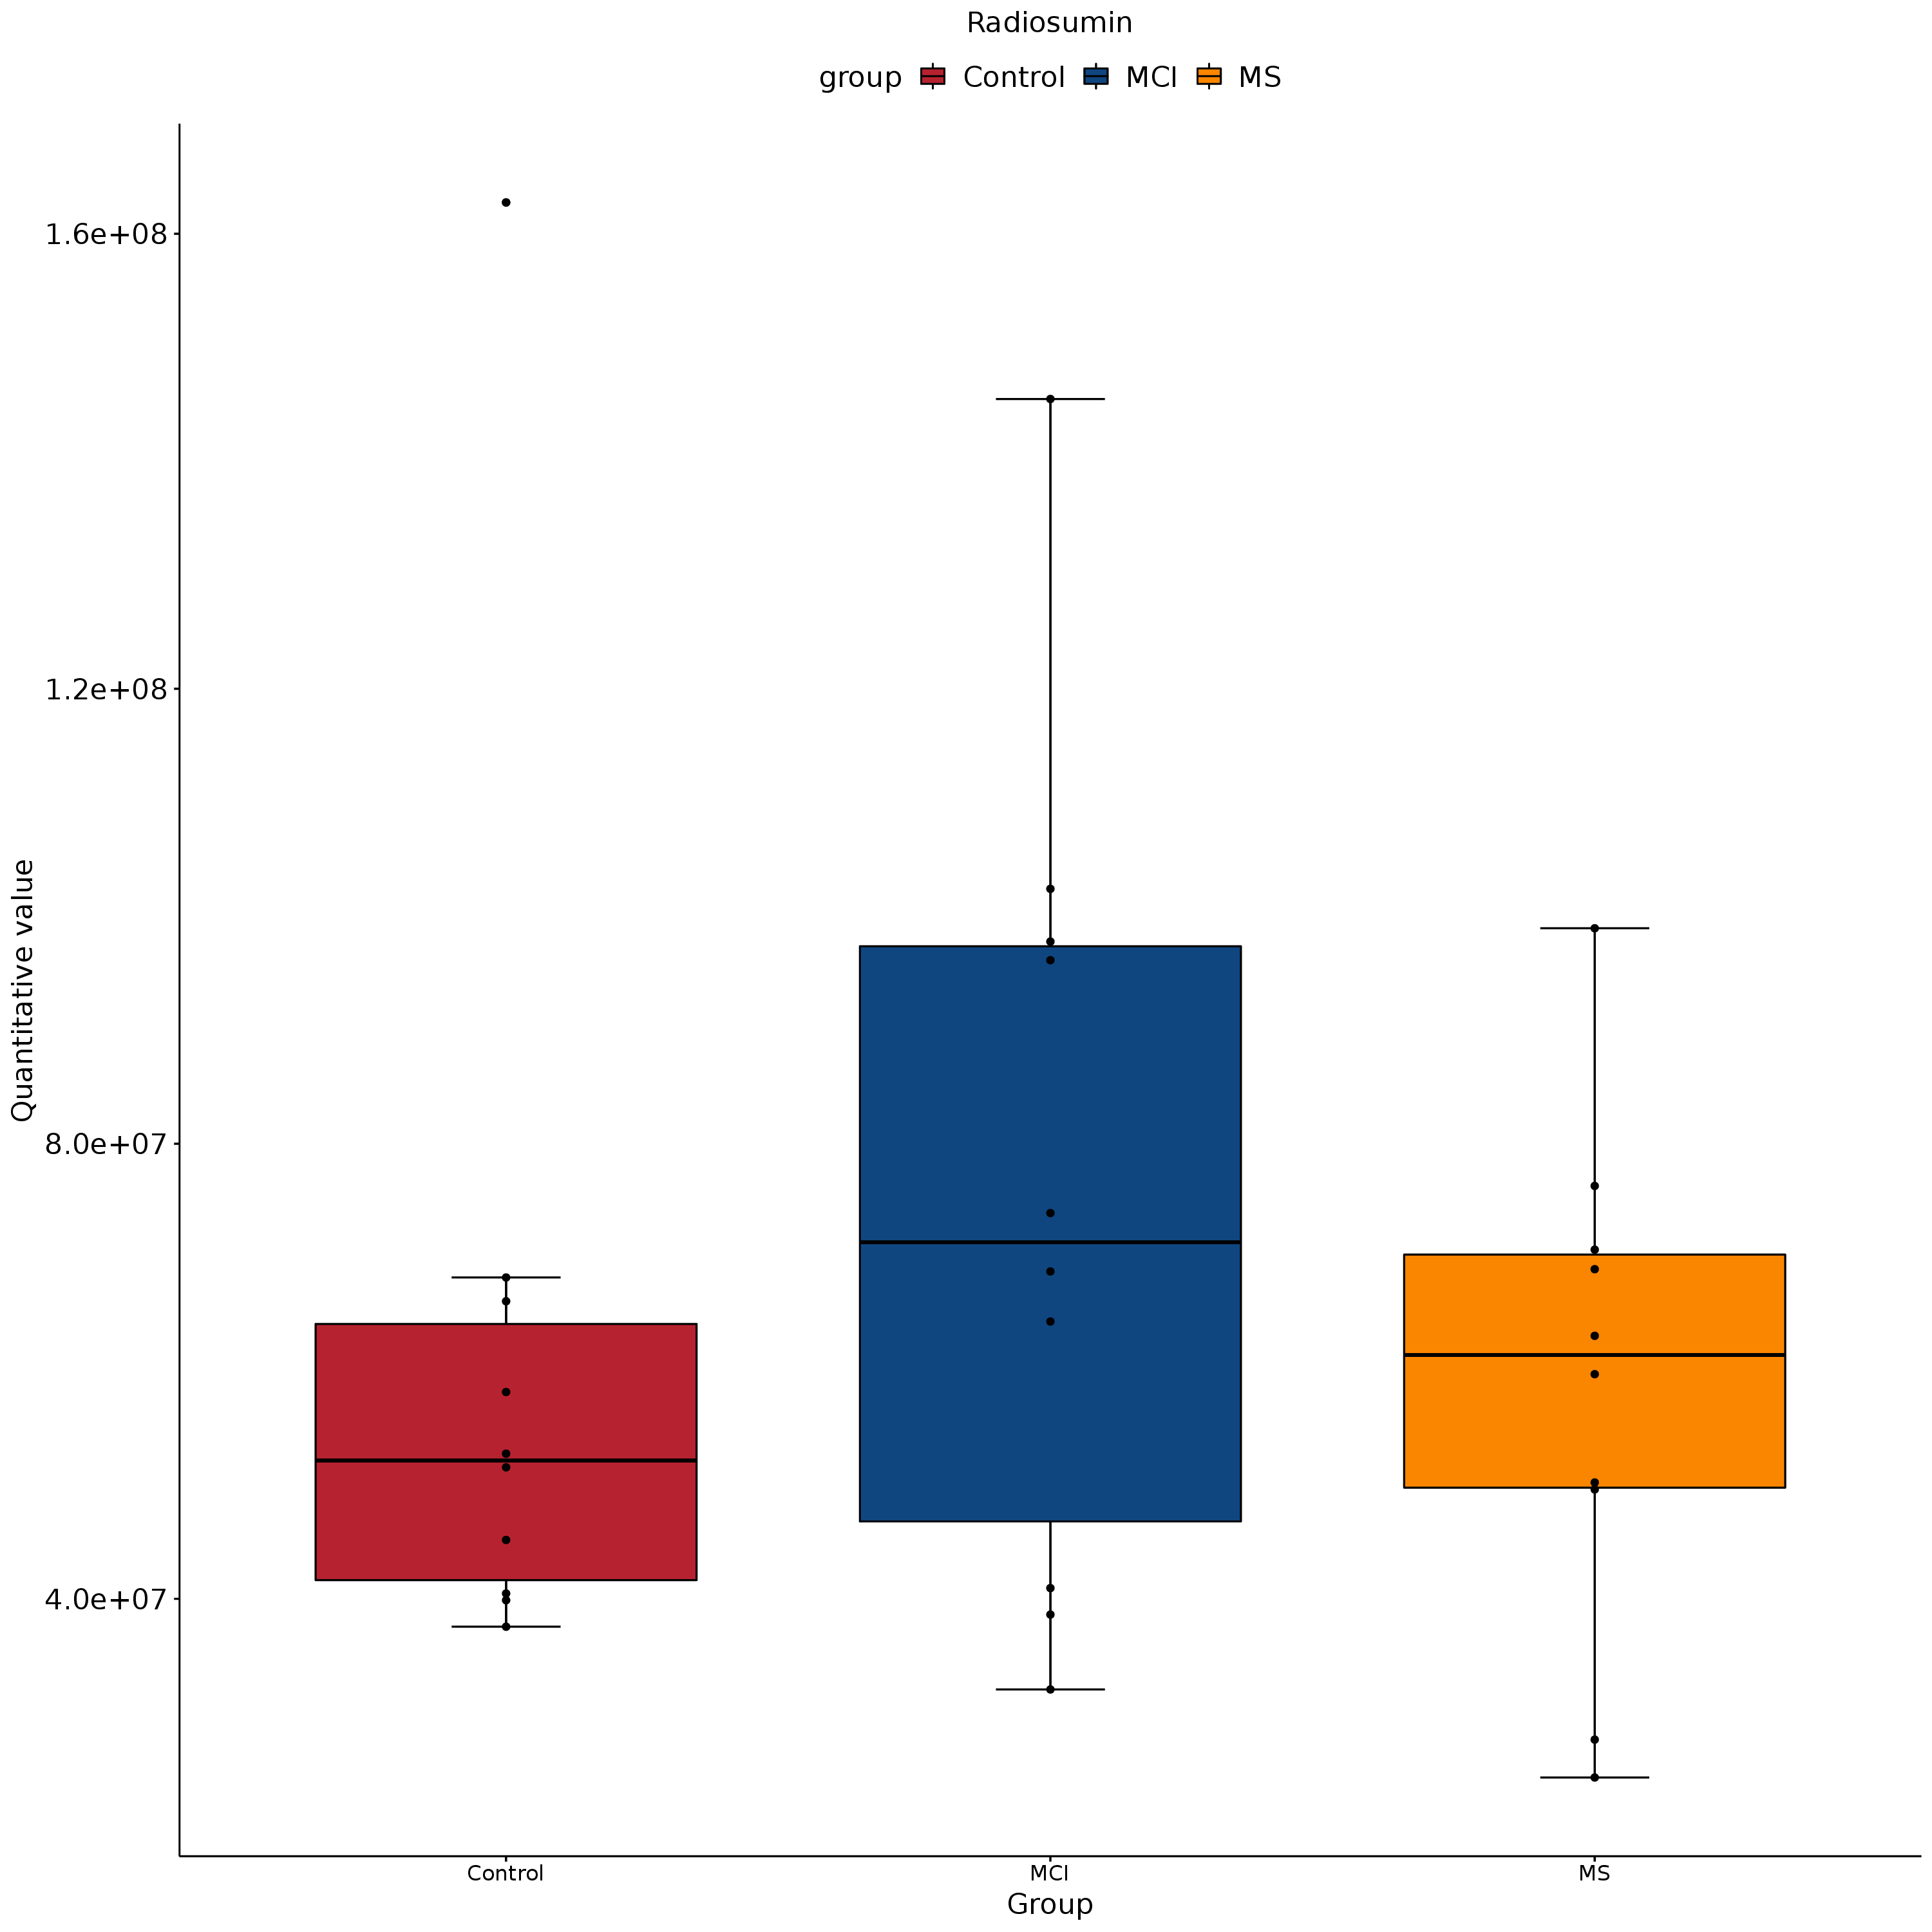 Radiosumin
group Control MCI MS
1.6e+08
1.2e+08
8.0e+07
4.0e+07
Quantitative value
Control MCI MS
Group